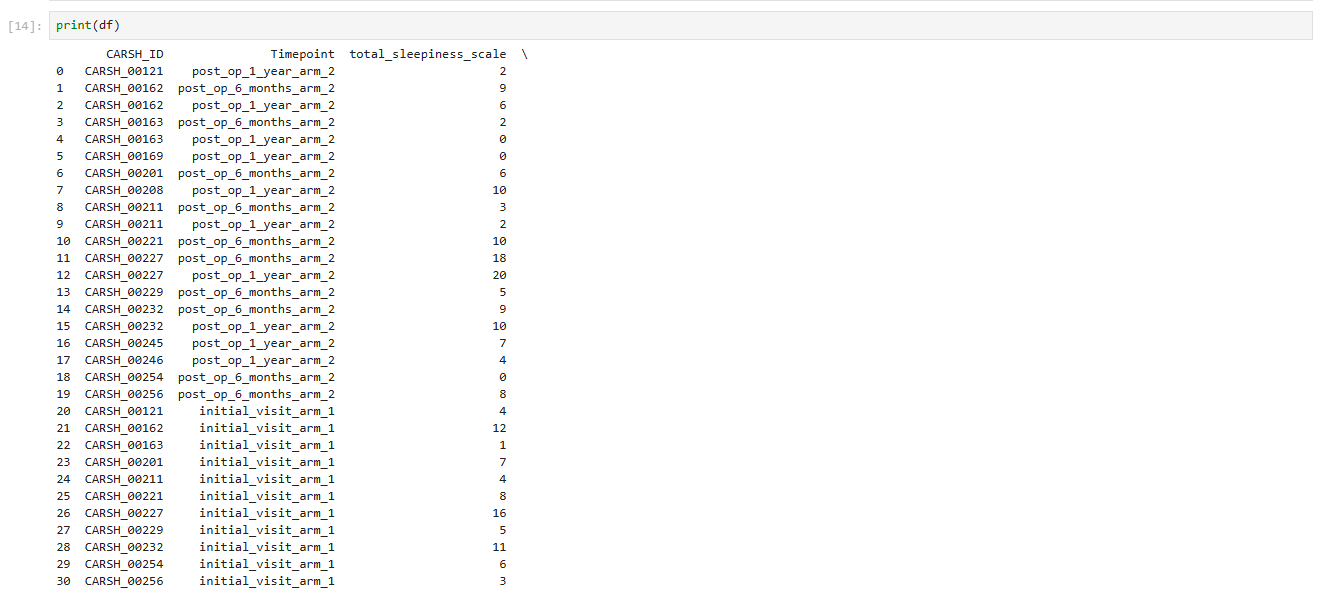 [14]: print(df)
CARSH_ID Timepoint total_sleepiness_scale \
0 CARSH_00121 post_op_1_year_arm_2 2
1 CARSH_00162 post_op_6_months_arm_2 9
2 CARSH_00162 post_op_1_year_arm_2 6
3 CARSH_00163 post_op_6_months_arm_2 2
4 CARSH_00163 post_op_1_year_arm_2 0
5 CARSH_00169 post_op_1_year_arm_2 0
6 CARSH_00201 post_op_6_months_arm_2 6
7 CARSH_00208 post_op_1_year_arm_2 10
8 CARSH_00211 post_op_6_months_arm_2 3
9 CARSH_00211 post_op_1_year_arm_2 2
10 CARSH_00221 post_op_6_months_arm_2 10
11 CARSH_00227 post_op_6_months_arm_2 18
12 CARSH_00227 post_op_1_year_arm_2 20
13 CARSH_00229 post_op_6_months_arm_2 5
14 CARSH_00232 post_op_6_months_arm_2 9
15 CARSH_00232 post_op_1_year_arm_2 10
16 CARSH_00245 post_op_1_year_arm_2 7
17 CARSH_00246 post_op_1_year_arm_2 4
18 CARSH_00254 post_op_6_months_arm_2 0
19 CARSH_00256 post_op_6_months_arm_2 8
20 CARSH_00121 initial_visit_arm_1 4
21 CARSH_00162 initial_visit_arm_1 12
22 CARSH_00163 initial_visit_arm_1 1
23 CARSH_00201 initial_visit_arm_1 7
24 CARSH_00211 initial_visit_arm_1 4
25 CARSH_00221 initial_visit_arm_1 8
26 CARSH_00227 initial_visit_arm_1 16
27 CARSH_00229 initial_visit_arm_1 5
28 CARSH_00232 initial_visit_arm_1 11
29 CARSH_00254 initial_visit_arm_1 6
30 CARSH_00256 initial_visit_arm_1 3